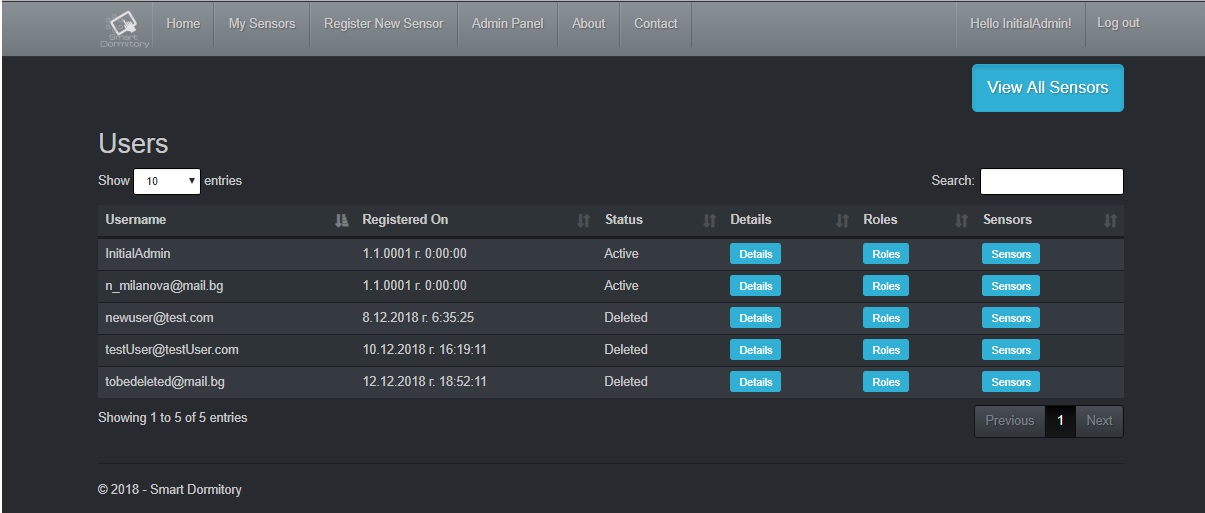 Smart
Dormitory
Home My Sensors Register New Sensor Admin Panel About Contact Hello InitialAdmin! Log out
View All Sensors
Users
Show 10 entries Search:
Username Registered On Status Details Roles Sensors
InitialAdmin 1.1.0001 г. 0:00:00 Active Details Roles Sensors
n_milanova@mail.bg 1.1.0001 г. 0:00:00 Active Details Roles Sensors
newuser@test.com 8.12.2018 г. 6:35:25 Deleted Details Roles Sensors
testUser@testUser.com 10.12.2018 г. 16:19:11 Deleted Details Roles Sensors
tobedeleted@mail.bg 12.12.2018 г. 18:52:11 Deleted Details Roles Sensors
Showing 1 to 5 of 5 entries Previous 1 Next
© 2018 - Smart Dormitory